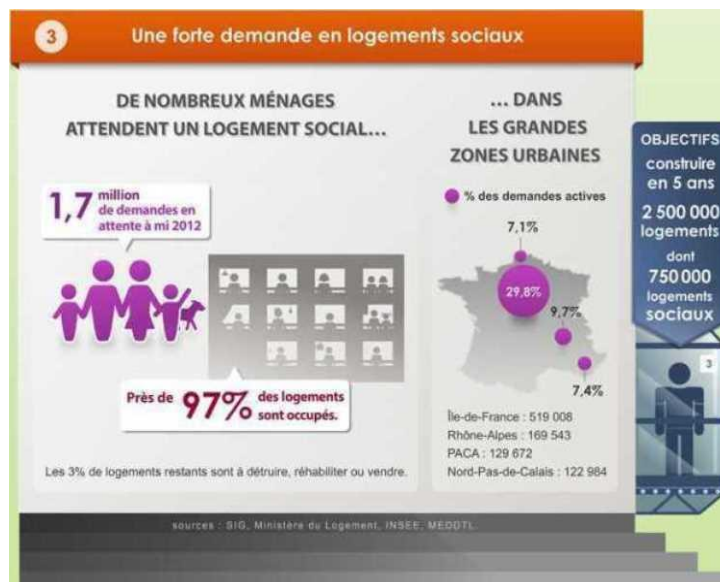 3
Une forte demande en logements sociaux
DE NOMBREUX MÉNAGES
ATTENDENT UN LOGEMENT SOCIAL...
1,7 million
de demandes en
attente à mi 2012
Près de 97% des logements
sont occupés.
Les 3% de logements restants sont à détruire, réhabiliter ou vendre.
... DANS
LES GRANDES
ZONES URBAINES
% des demandes actives
7,1%
29,8%
9,7%
7,4%
Île-de-France : 519 008
Rhône-Alpes : 169 543
PACA : 129 672
Nord-Pas-de-Calais : 122 984
OBJECTIFS
construire
en 5 ans
2 500 000
logements
dont
750 000
logements
sociaux
3
sources : SIG, Ministère du Logement, INSEE, MEDDTL